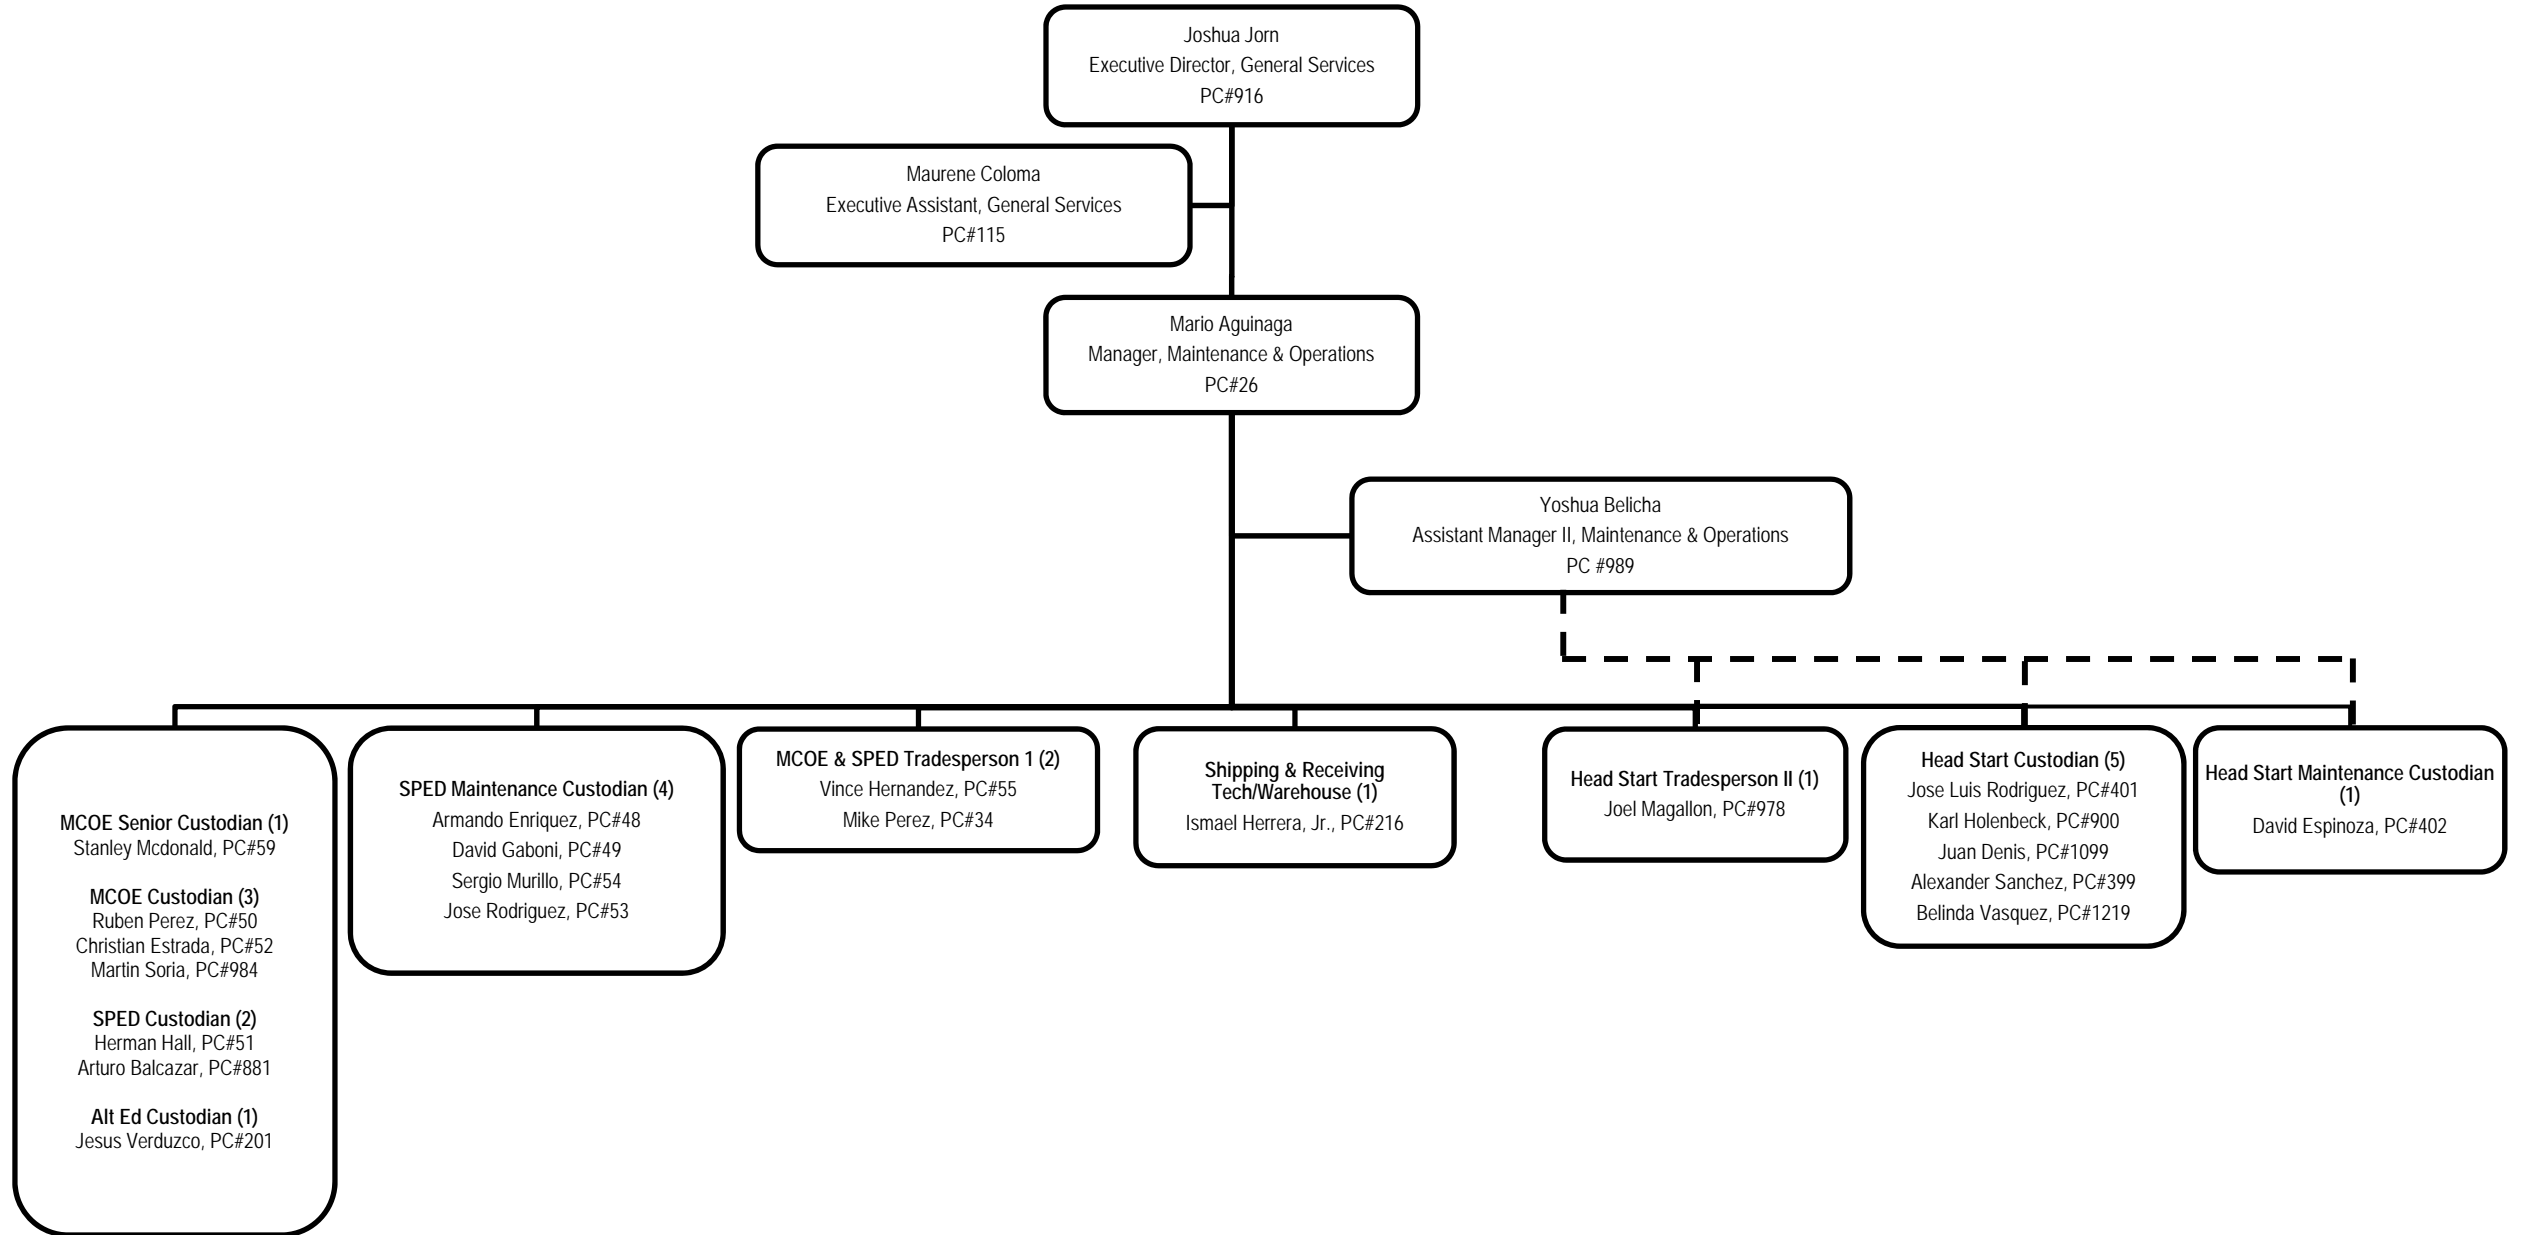 Joshua Jorn
Executive Director, General Services
PC#916
Maurene Coloma
Executive Assistant, General Services
PC#115
Mario Aguinaga
Manager, Maintenance & Operations
PC#26
Yoshua Belicha
Assistant Manager II, Maintenance & Operations
PC #989
MCOE Senior Custodian (1)
Stanley Mcdonald, PC#59
MCOE Custodian (3)
Ruben Perez, PC#50
Christian Estrada, PC#52
Martin Soria, PC#984
SPED Custodian (2)
Herman Hall, PC#51
Arturo Balcazar, PC#881
Alt Ed Custodian (1)
Jesus Verduzco, PC#201
SPED Maintenance Custodian (4)
Armando Enriquez, PC#48
David Gaboni, PC#49
Sergio Murillo, PC#54
Jose Rodriguez, PC#53
MCOE & SPED Tradesperson 1 (2)
Vince Hernandez, PC#55
Mike Perez, PC#34
Shipping & Receiving
Tech/Warehouse (1)
Ismael Herrera, Jr., PC#216
Head Start Tradesperson II (1)
Joel Magallon, PC#978
Head Start Custodian (5)
Jose Luis Rodriguez, PC#401
Karl Holenbeck, PC#900
Juan Denis, PC#1099
Alexander Sanchez, PC#399
Belinda Vasquez, PC#1219
Head Start Maintenance Custodian
(1)
David Espinoza, PC#402